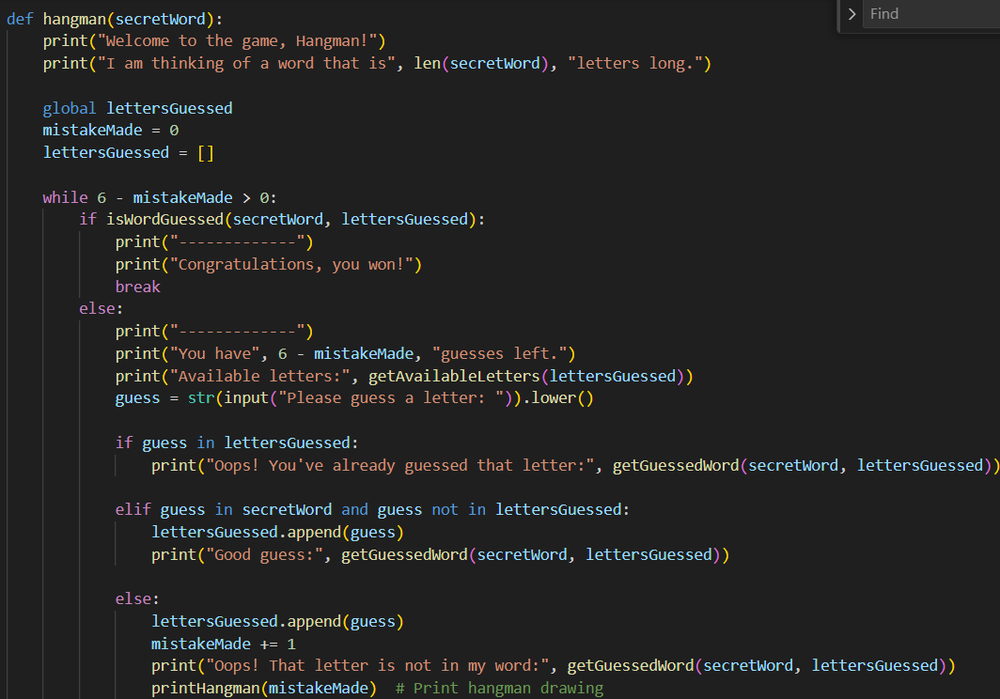 def hangman(secretWord):
    print("Welcome to the game, Hangman!")
    print("I am thinking of a word that is", len(secretWord), "letters long.")

    global lettersGuessed
    mistakeMade = 0
    lettersGuessed = []

    while 6 - mistakeMade > 0:
        if isWordGuessed(secretWord, lettersGuessed):
            print("-------------")
            print("Congratulations, you won!")
            break
        else:
            print("-------------")
            print("You have", 6 - mistakeMade, "guesses left.")
            print("Available letters:", getAvailableLetters(lettersGuessed))
            guess = str(input("Please guess a letter: ")).lower()

            if guess in lettersGuessed:
                print("Oops! You've already guessed that letter:", getGuessedWord(secretWord, lettersGuessed))

            elif guess in secretWord and guess not in lettersGuessed:
                lettersGuessed.append(guess)
                print("Good guess:", getGuessedWord(secretWord, lettersGuessed))

            else:
                lettersGuessed.append(guess)
                mistakeMade += 1
                print("Oops! That letter is not in my word:", getGuessedWord(secretWord, lettersGuessed))
                printHangman(mistakeMade)  # Print hangman drawing
Find